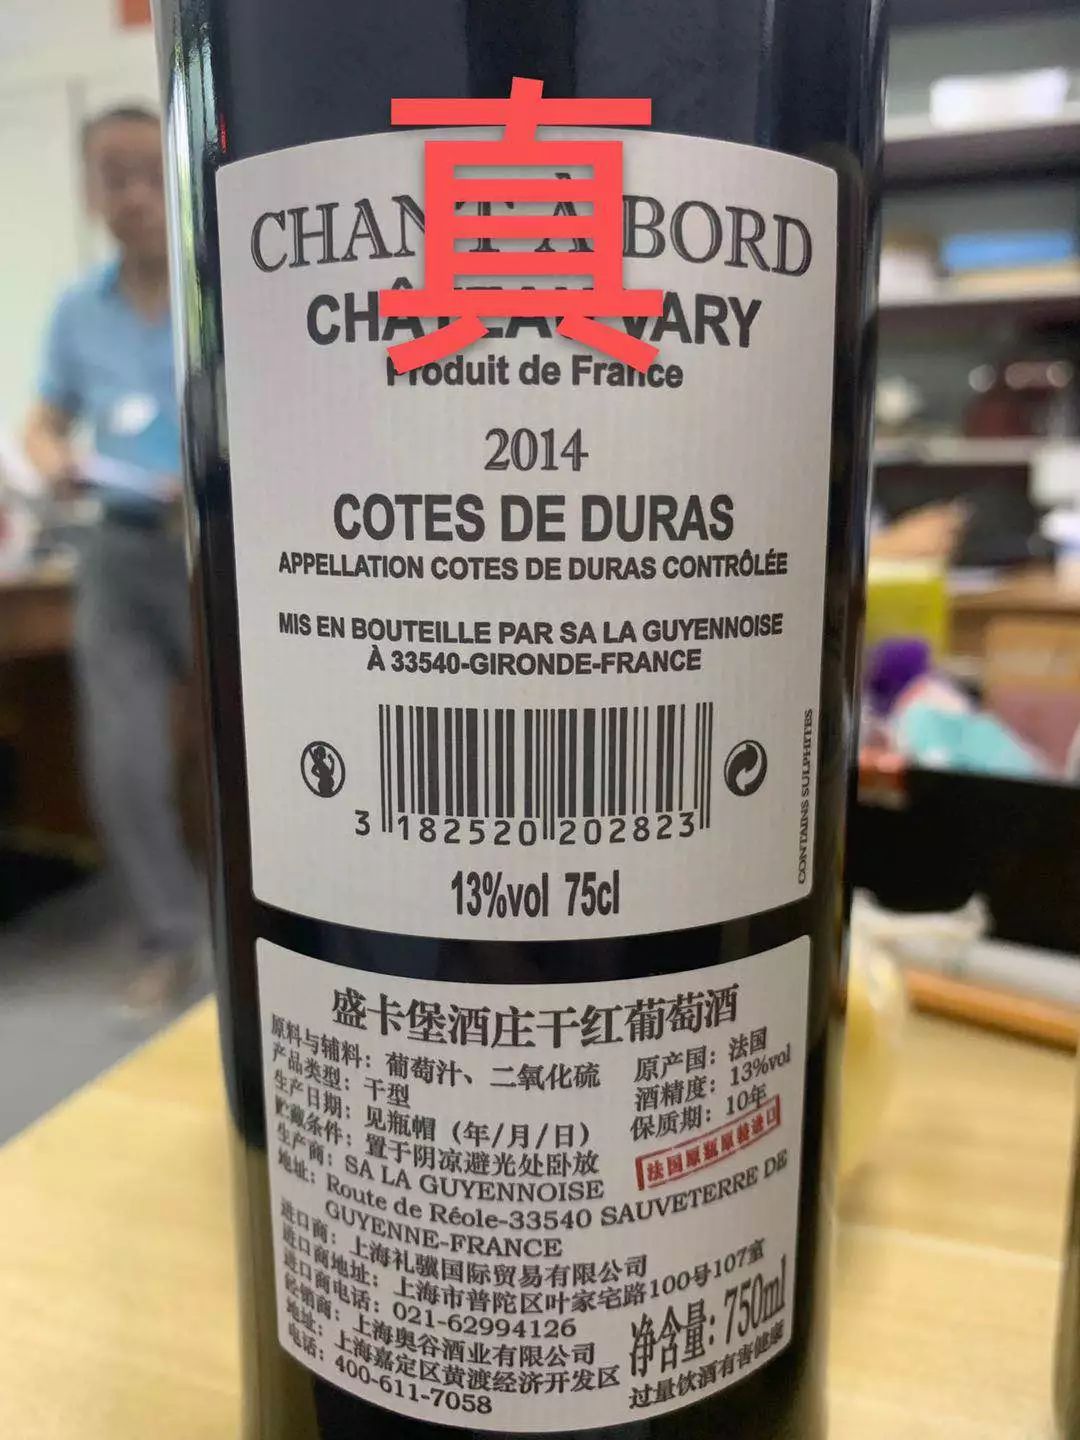 真
CHANT À BORD
CHÂTEAU VARY
Produit de France
2014
COTES DE DURAS
APPELLATION COTES DE DURAS CONTRÔLÉE
MIS EN BOUTEILLE PAR SA LA GUYENNOISE
À 33540-GIRONDE-FRANCE
CONTAINS SULPHITES
3 182520 202823
13%vol 75cl
盛卡堡酒庄干红葡萄酒
原料与辅料：葡萄汁、二氧化硫
产品类型：干型
生产日期：见瓶帽（年/月/日）
贮藏条件：置于阴凉避光处卧放
原产国：法国
酒精度：13%vol
保质期：10年
法国原瓶原装进口
生产商：SA LA GUYENNOISE
地址：Route de Réole-33540 SAUVETERRE DE
GUYENNE-FRANCE
进口商：上海礼骥国际贸易有限公司
进口商地址：上海市普陀区叶家宅路100号107室
进口商电话：021-62994126
经销商：上海奥谷酒业有限公司
地址：上海嘉定区黄渡经济开发区
电话：400-611-7058
净含量：750ml
过量饮酒有害健康